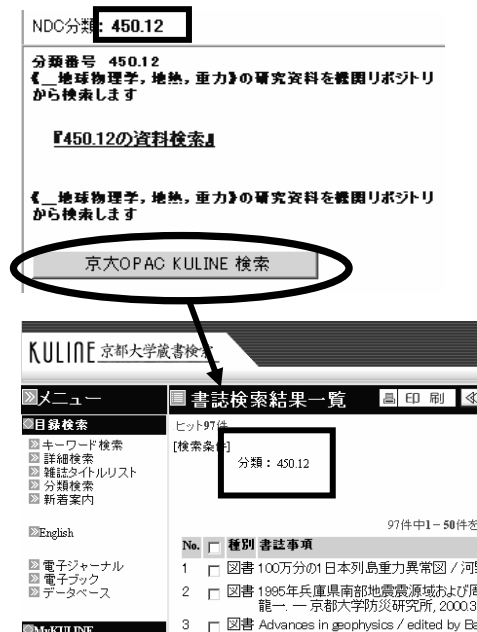 NDC分類: 450.12
分類番号 450.12
《__地球物理学，地熱，重力》の研究資料を機関リポジトリ
から検索します
『450.12の資料検索』
《__地球物理学，地熱，重力》の研究資料を機関リポジトリ
から検索します
京大OPAC KULINE 検索
KULINE 京都大学蔵書検索
メニュー
書誌検索結果一覧
印 刷
目録検索
キーワード検索
詳細検索
雑誌タイトルリスト
分類検索
新着案内
English
電子ジャーナル
電子ブック
データベース
MyKULINE
ヒット97件
[検索条件]
分類： 450.12
97件中1－50件を
No. 種別 書誌事項
1 図書 100万分の1日本列島重力異常図 / 河野
2 図書 1995年兵庫県南部地震震源域および周
龍一. — 京都大学防災研究所, 2000.3
3 図書 Advances in geophysics / edited by Ba